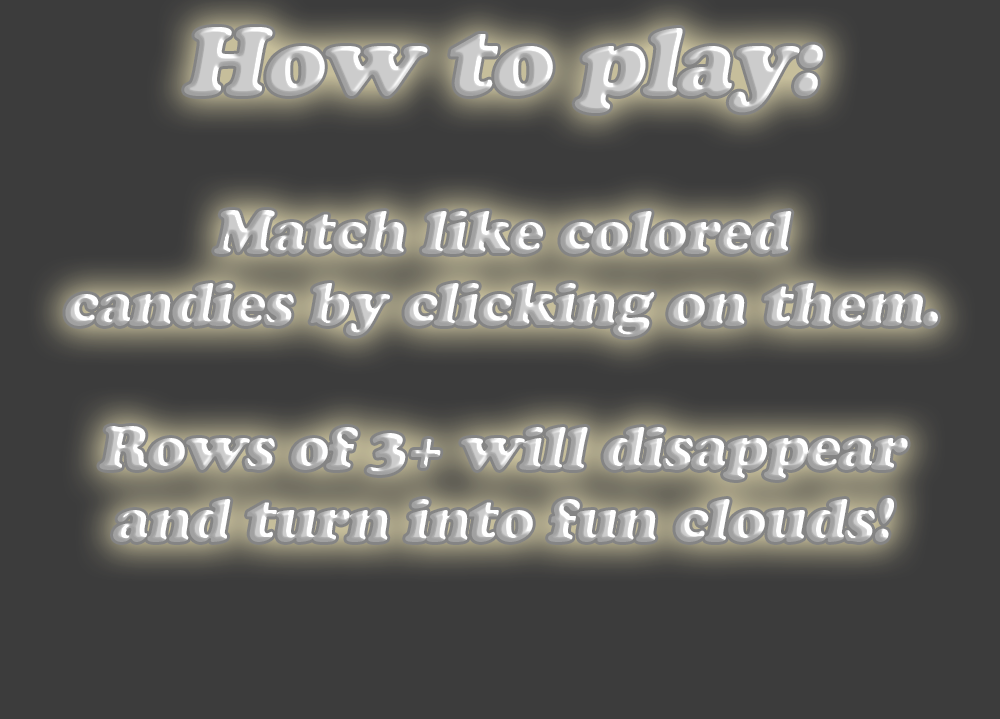 How to play:
Match like colored
candies by clicking on them.
Rows of 3+ will disappear
and turn into fun clouds!